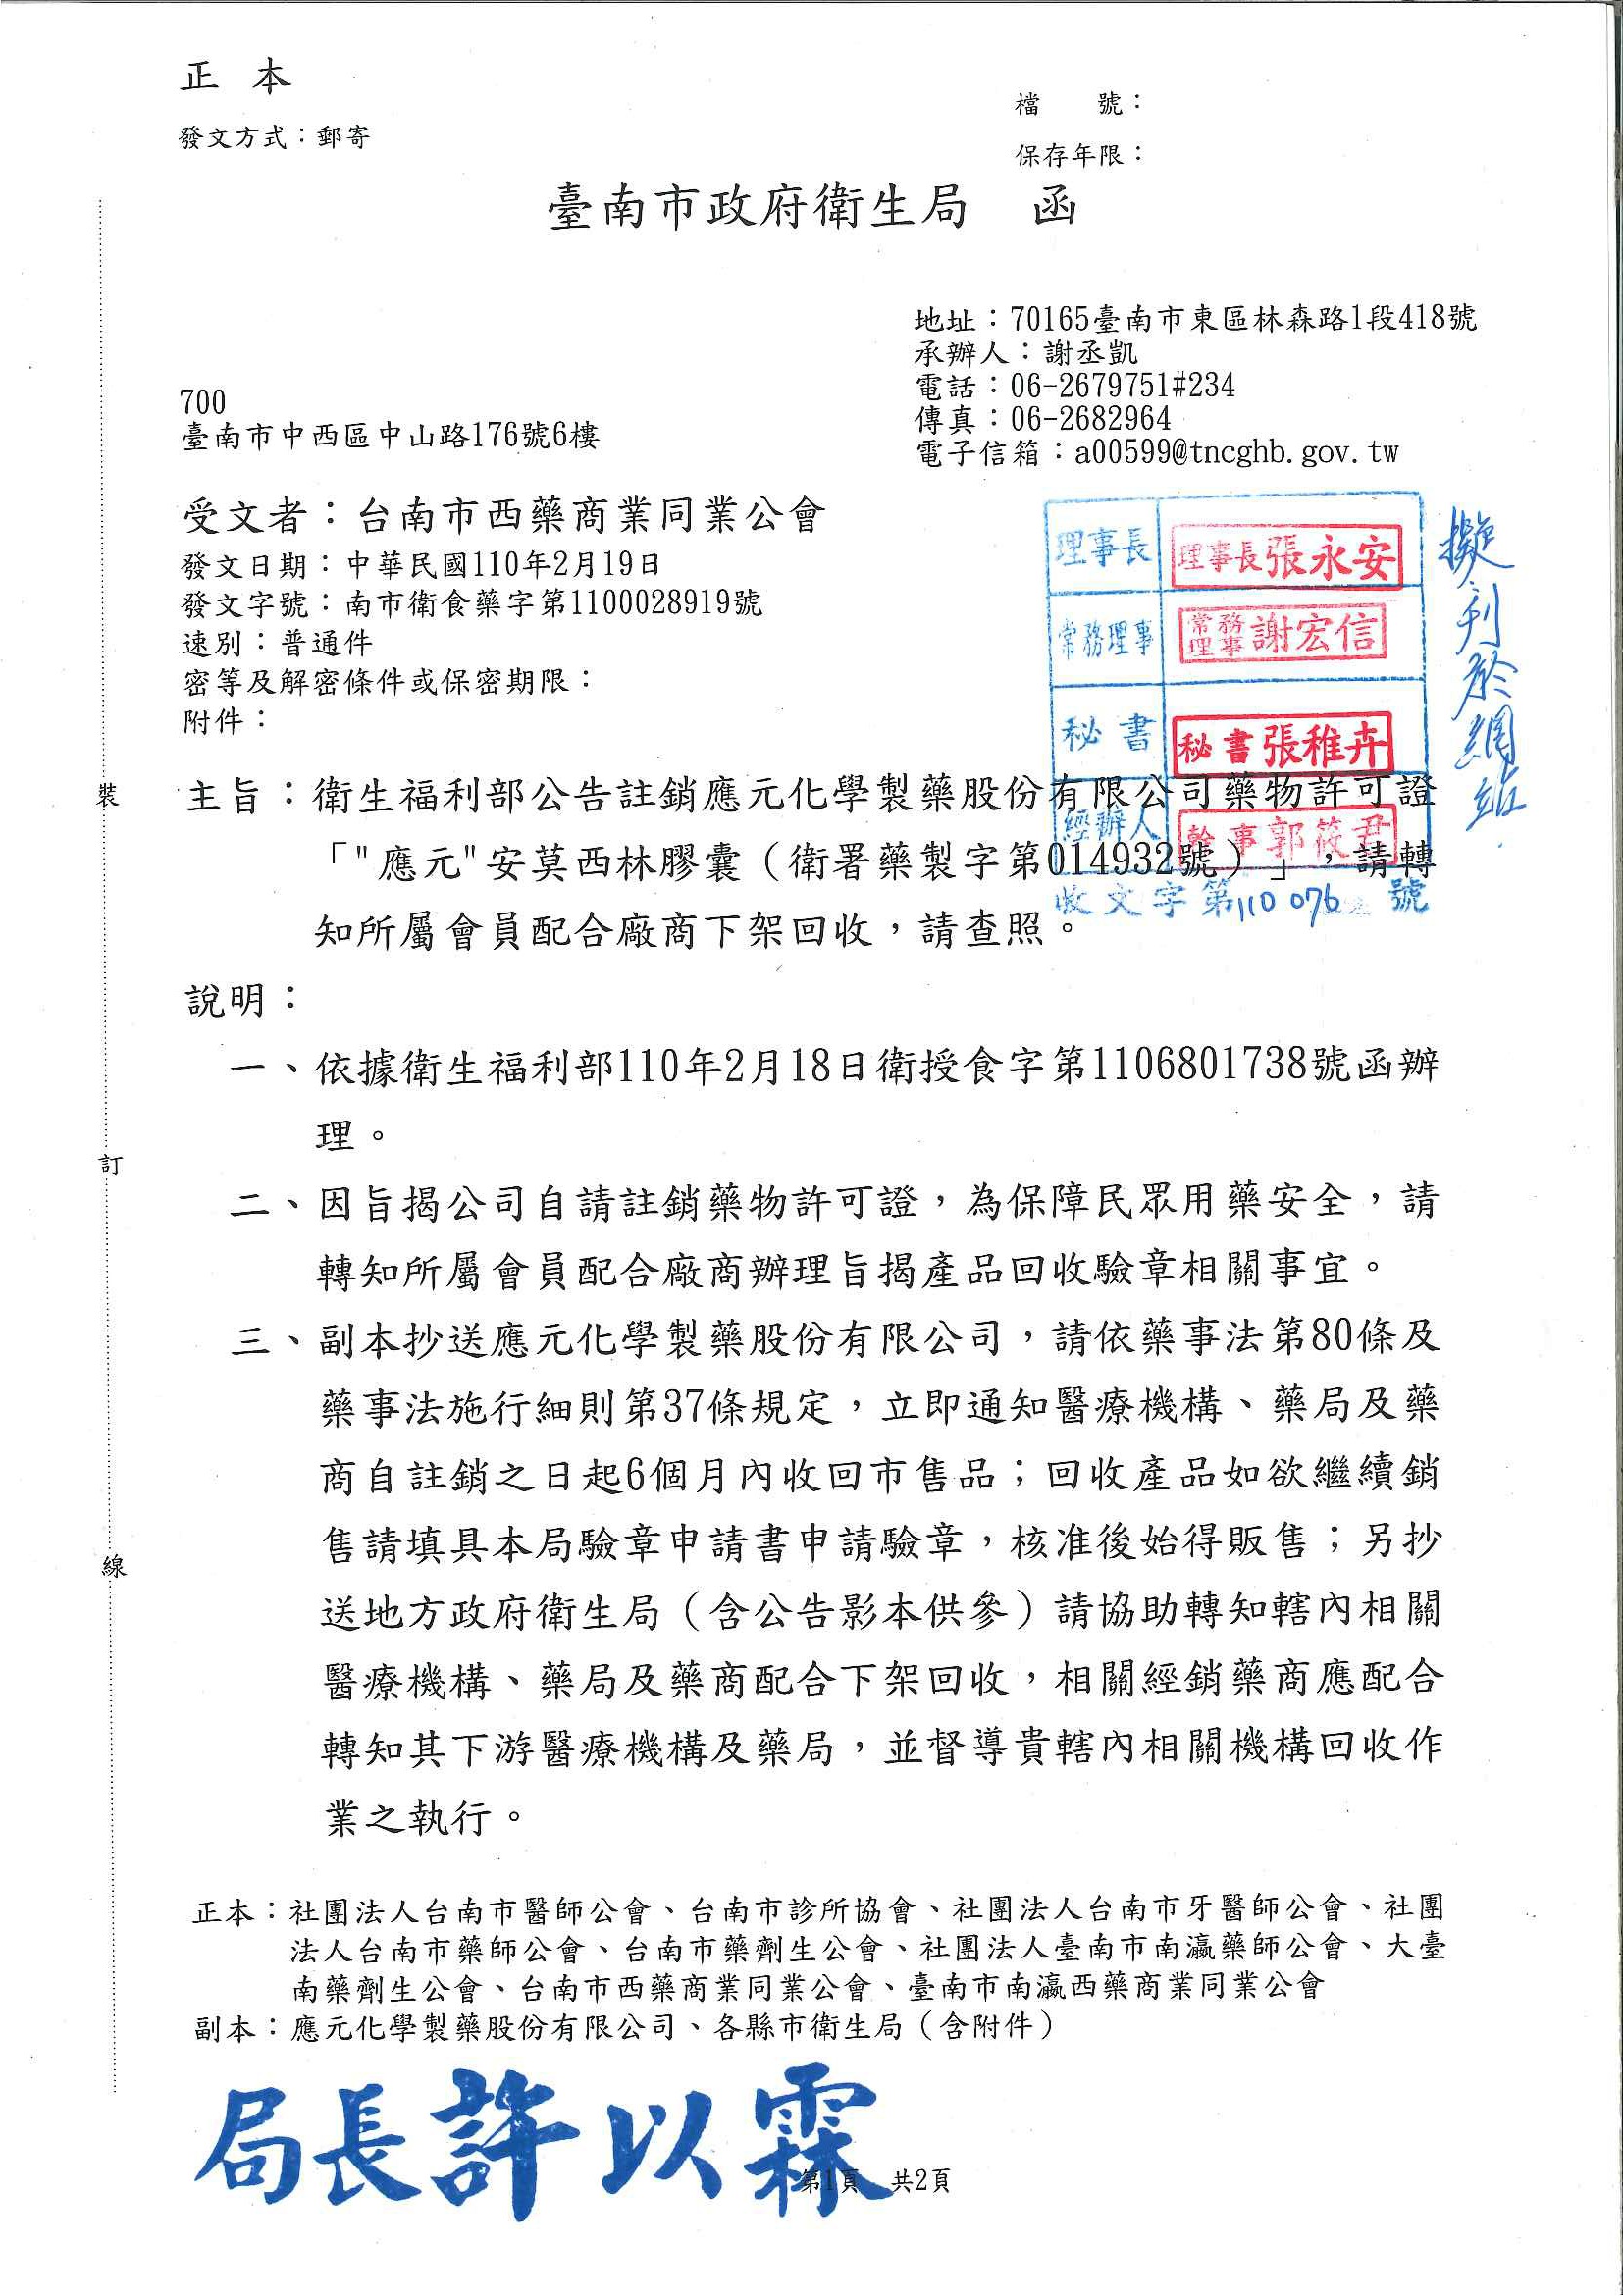 正　本
發文方式：郵寄
檔　　號：
保存年限：
臺南市政府衛生局　函
地址：70165臺南市東區林森路1段418號
承辦人：謝丞凱
電話：06-2679751#234
傳真：06-2682964
電子信箱：a00599@tncghb.gov.tw
700
臺南市中西區中山路176號6樓
受文者：台南市西藥商業同業公會
發文日期：中華民國110年2月19日
發文字號：南市衛食藥字第1100028919號
速別：普通件
密等及解密條件或保密期限：
附件：
理事長　理事長張永安
常務理事　常務理事謝宏信
秘書　秘書張稚卉
經辦人　幹事郭筱君
收文字第110 076號
擬刊於網站
主旨：衛生福利部公告註銷應元化學製藥股份有限公司藥物許可證
「"應元"安莫西林膠囊（衛署藥製字第014932號）」，請轉
知所屬會員配合廠商下架回收，請查照。
說明：
一、依據衛生福利部110年2月18日衛授食字第1106801738號函辦
理。
二、因旨揭公司自請註銷藥物許可證，為保障民眾用藥安全，請
轉知所屬會員配合廠商辦理旨揭產品回收驗章相關事宜。
三、副本抄送應元化學製藥股份有限公司，請依藥事法第80條及
藥事法施行細則第37條規定，立即通知醫療機構、藥局及藥
商自註銷之日起6個月內收回市售品；回收產品如欲繼續銷
售請填具本局驗章申請書申請驗章，核准後始得販售；另抄
送地方政府衛生局（含公告影本供參）請協助轉知轄內相關
醫療機構、藥局及藥商配合下架回收，相關經銷藥商應配合
轉知其下游醫療機構及藥局，並督導貴轄內相關機構回收作
業之執行。
正本：社團法人台南市醫師公會、台南市診所協會、社團法人台南市牙醫師公會、社團
法人台南市藥師公會、台南市藥劑生公會、社團法人臺南市南瀛藥師公會、大臺
南藥劑生公會、台南市西藥商業同業公會、臺南市南瀛西藥商業同業公會
副本：應元化學製藥股份有限公司、各縣市衛生局（含附件）
局長許以霖
第1頁　共2頁
裝
訂
線